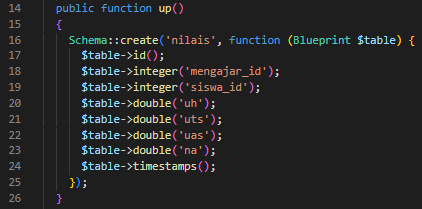 14 public function up()
15 {
16 Schema::create('nilais', function (Blueprint $table) {
17 $table->id();
18 $table->integer('mengajar_id');
19 $table->integer('siswa_id');
20 $table->double('uh');
21 $table->double('uts');
22 $table->double('uas');
23 $table->double('na');
24 $table->timestamps();
25 });
26 }